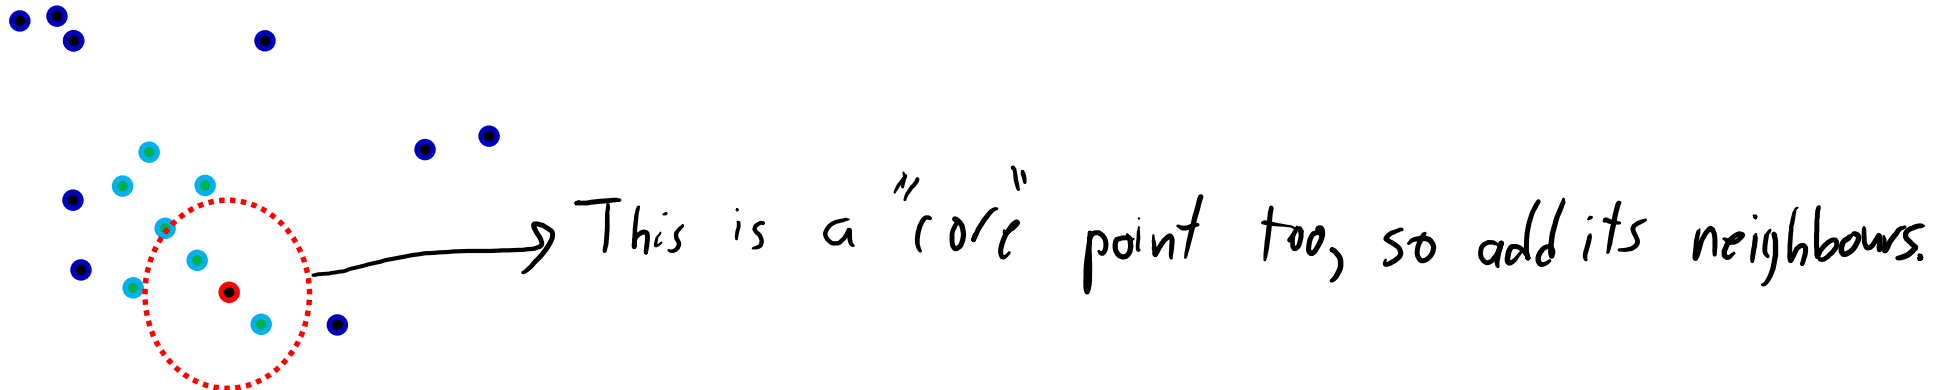 This is a "core" point too, so add its neighbours.